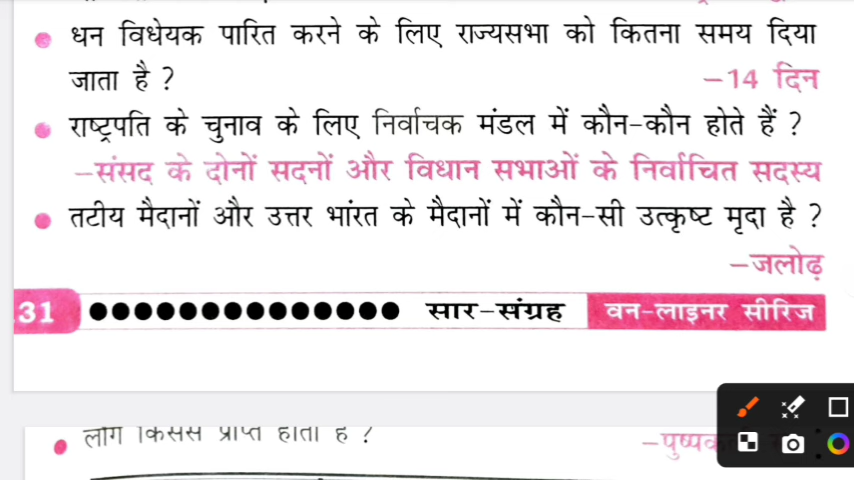 धन विधेयक पारित करने के लिए राज्यसभा को कितना समय दिया
जाता है ? –14 दिन
राष्ट्रपति के चुनाव के लिए निर्वाचक मंडल में कौन-कौन होते हैं ?
–संसद के दोनों सदनों और विधान सभाओं के निर्वाचित सदस्य
तटीय मैदानों और उत्तर भांरत के मैदानों में कौन-सी उत्कृष्ट मृदा है ?
–जलोढ़
31 सार-संग्रह वन-लाइनर सीरिज
लोग किससे प्राप्त होता है ?